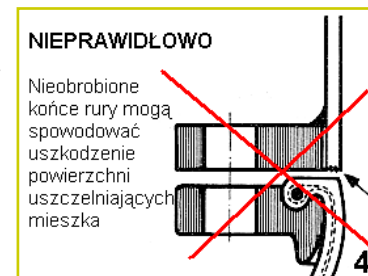 NIEPRAWIDŁOWO
Nieobrobione
końce rury mogą
spowodować
uszkodzenie
powierzchni
uszczelniających
mieszka
4